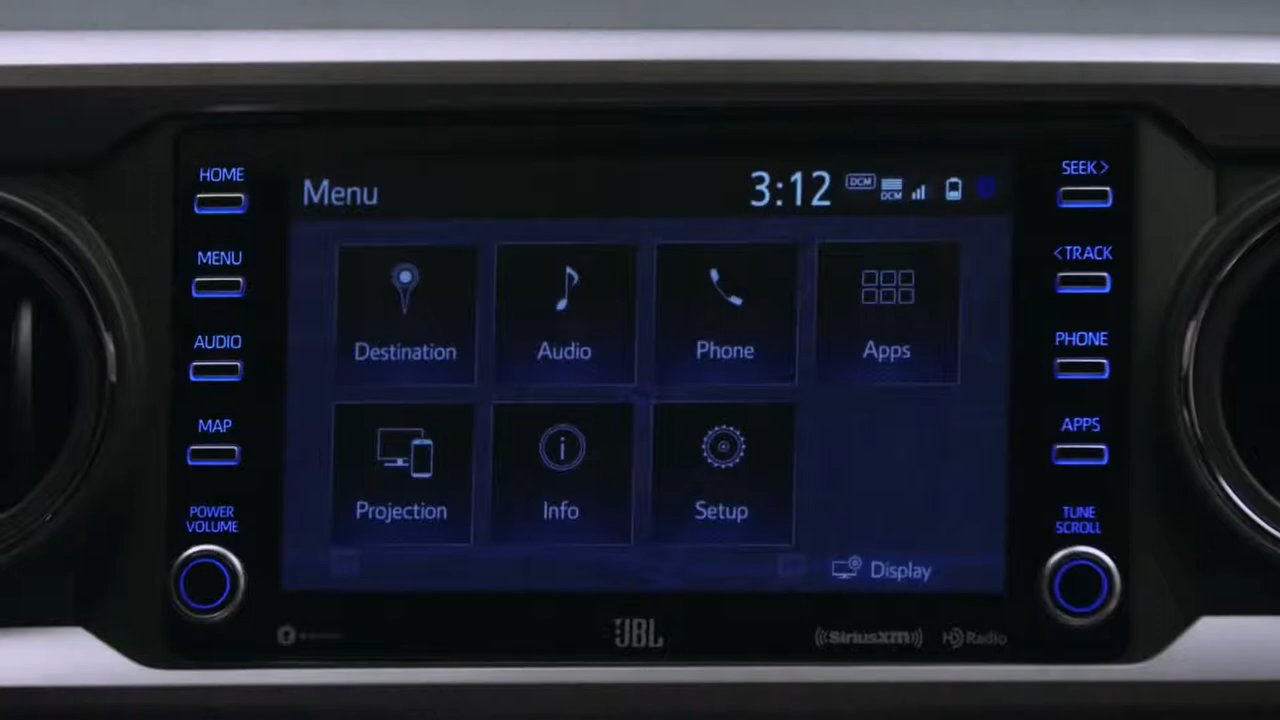 HOME
MENU
AUDIO
MAP
POWER
VOLUME
Menu
3:12
DCM
DCM
Destination
Audio
Phone
Apps
Projection
Info
Setup
Display
SEEK>
<TRACK
PHONE
APPS
TUNE
SCROLL
JBL
((SiriusXM))
HD Radio